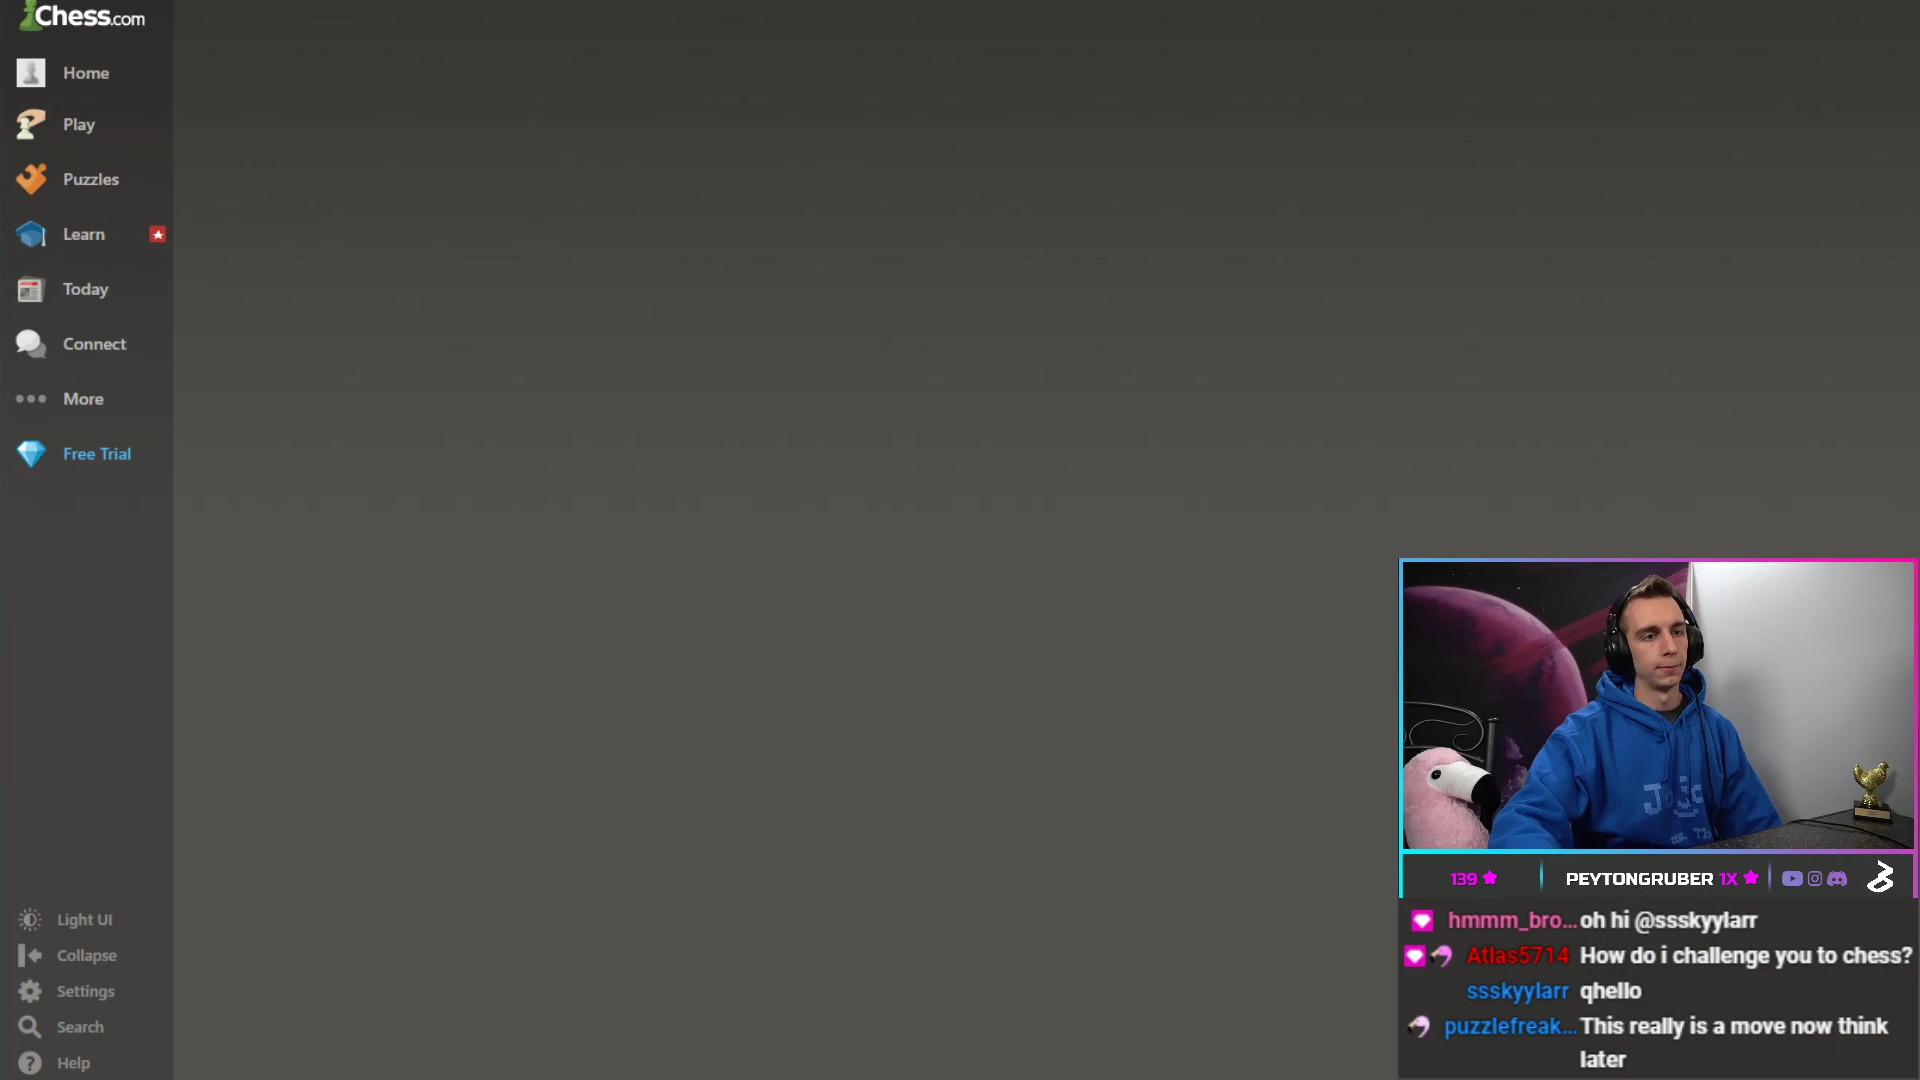 Chess.com
Home
Play
Puzzles
Learn
Today
Connect
More
Free Trial
Light UI
Collapse
Settings
Search
Help
139
PEYTONGRUBER 1X
hmmm_bro... oh hi @ssskyylarr
Atlas5714 How do i challenge you to chess?
ssskyylarr qhello
puzzlefreak... This really is a move now think
later